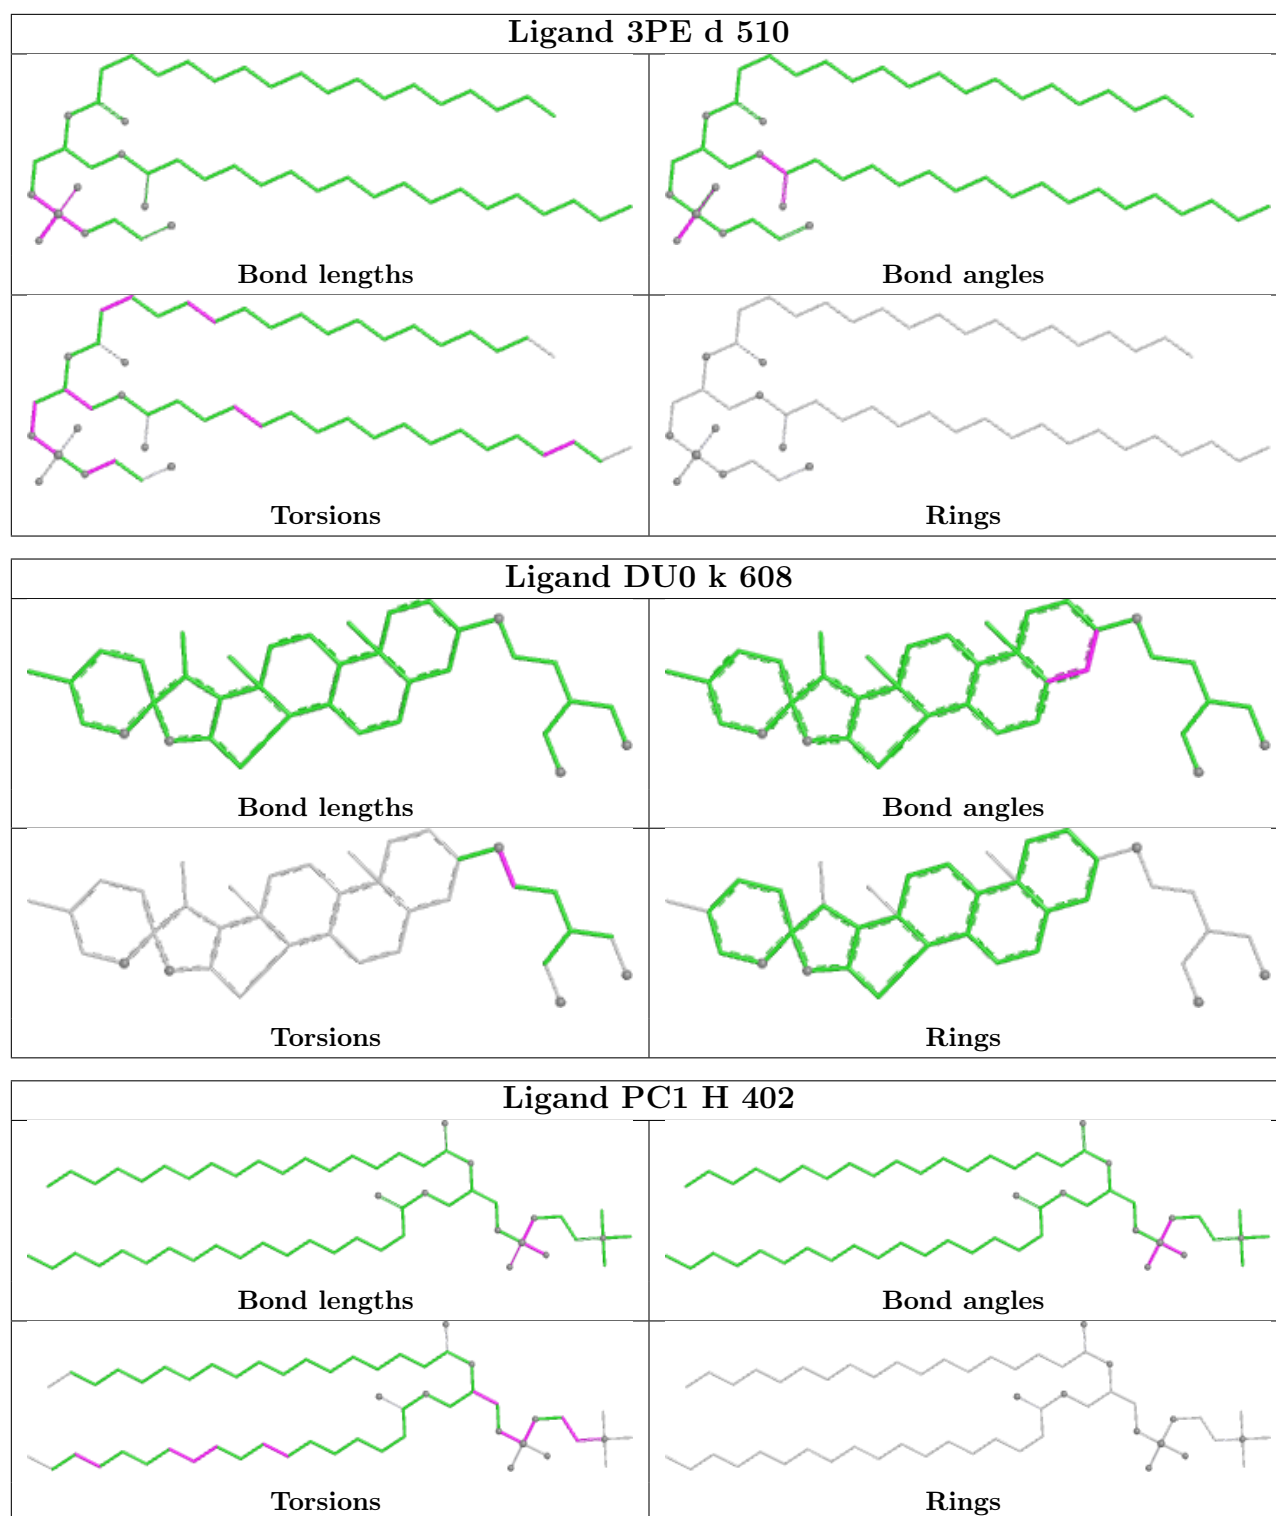 Ligand 3PE d 510
Bond lengths
Bond angles
Torsions
Rings
Ligand DU0 k 608
Bond lengths
Bond angles
Torsions
Rings
Ligand PC1 H 402
Bond lengths
Bond angles
Torsions
Rings